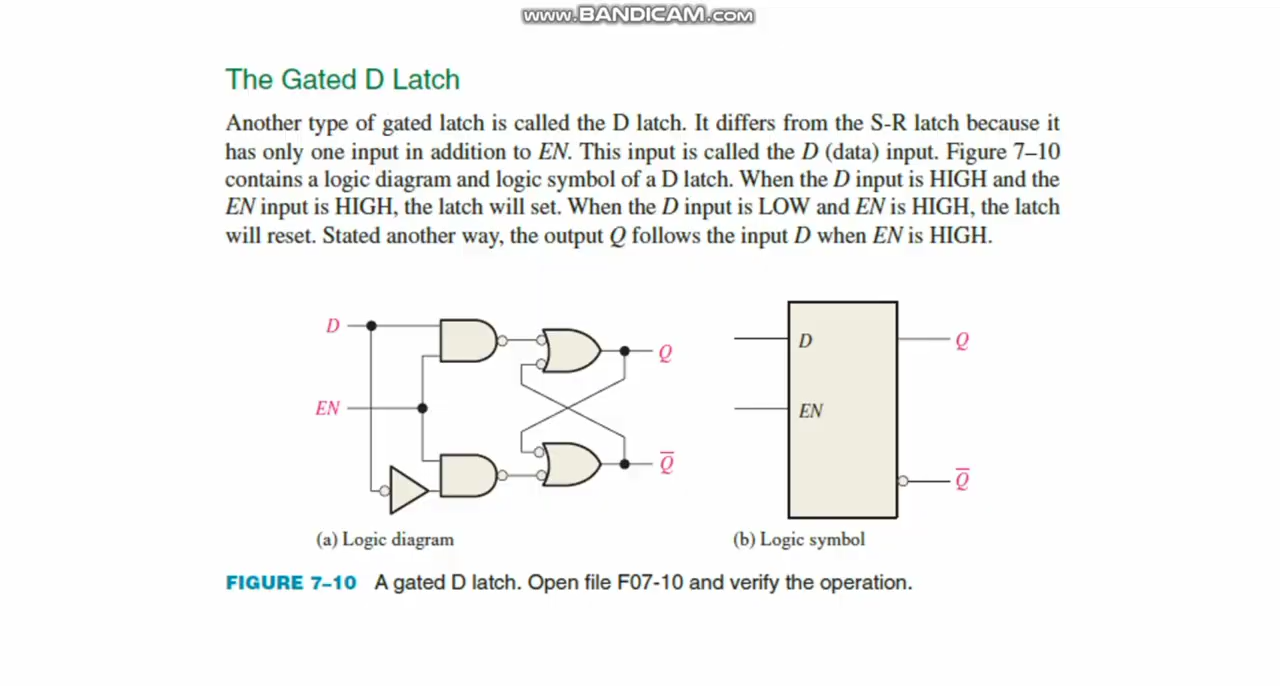 www.BANDICAM.com
The Gated D Latch
Another type of gated latch is called the D latch. It differs from the S-R latch because it
has only one input in addition to EN. This input is called the D (data) input. Figure 7–10
contains a logic diagram and logic symbol of a D latch. When the D input is HIGH and the
EN input is HIGH, the latch will set. When the D input is LOW and EN is HIGH, the latch
will reset. Stated another way, the output Q follows the input D when EN is HIGH.
D
Q
EN
Q̅
(a) Logic diagram
D
Q
EN
Q̅
(b) Logic symbol
FIGURE 7–10 A gated D latch. Open file F07-10 and verify the operation.